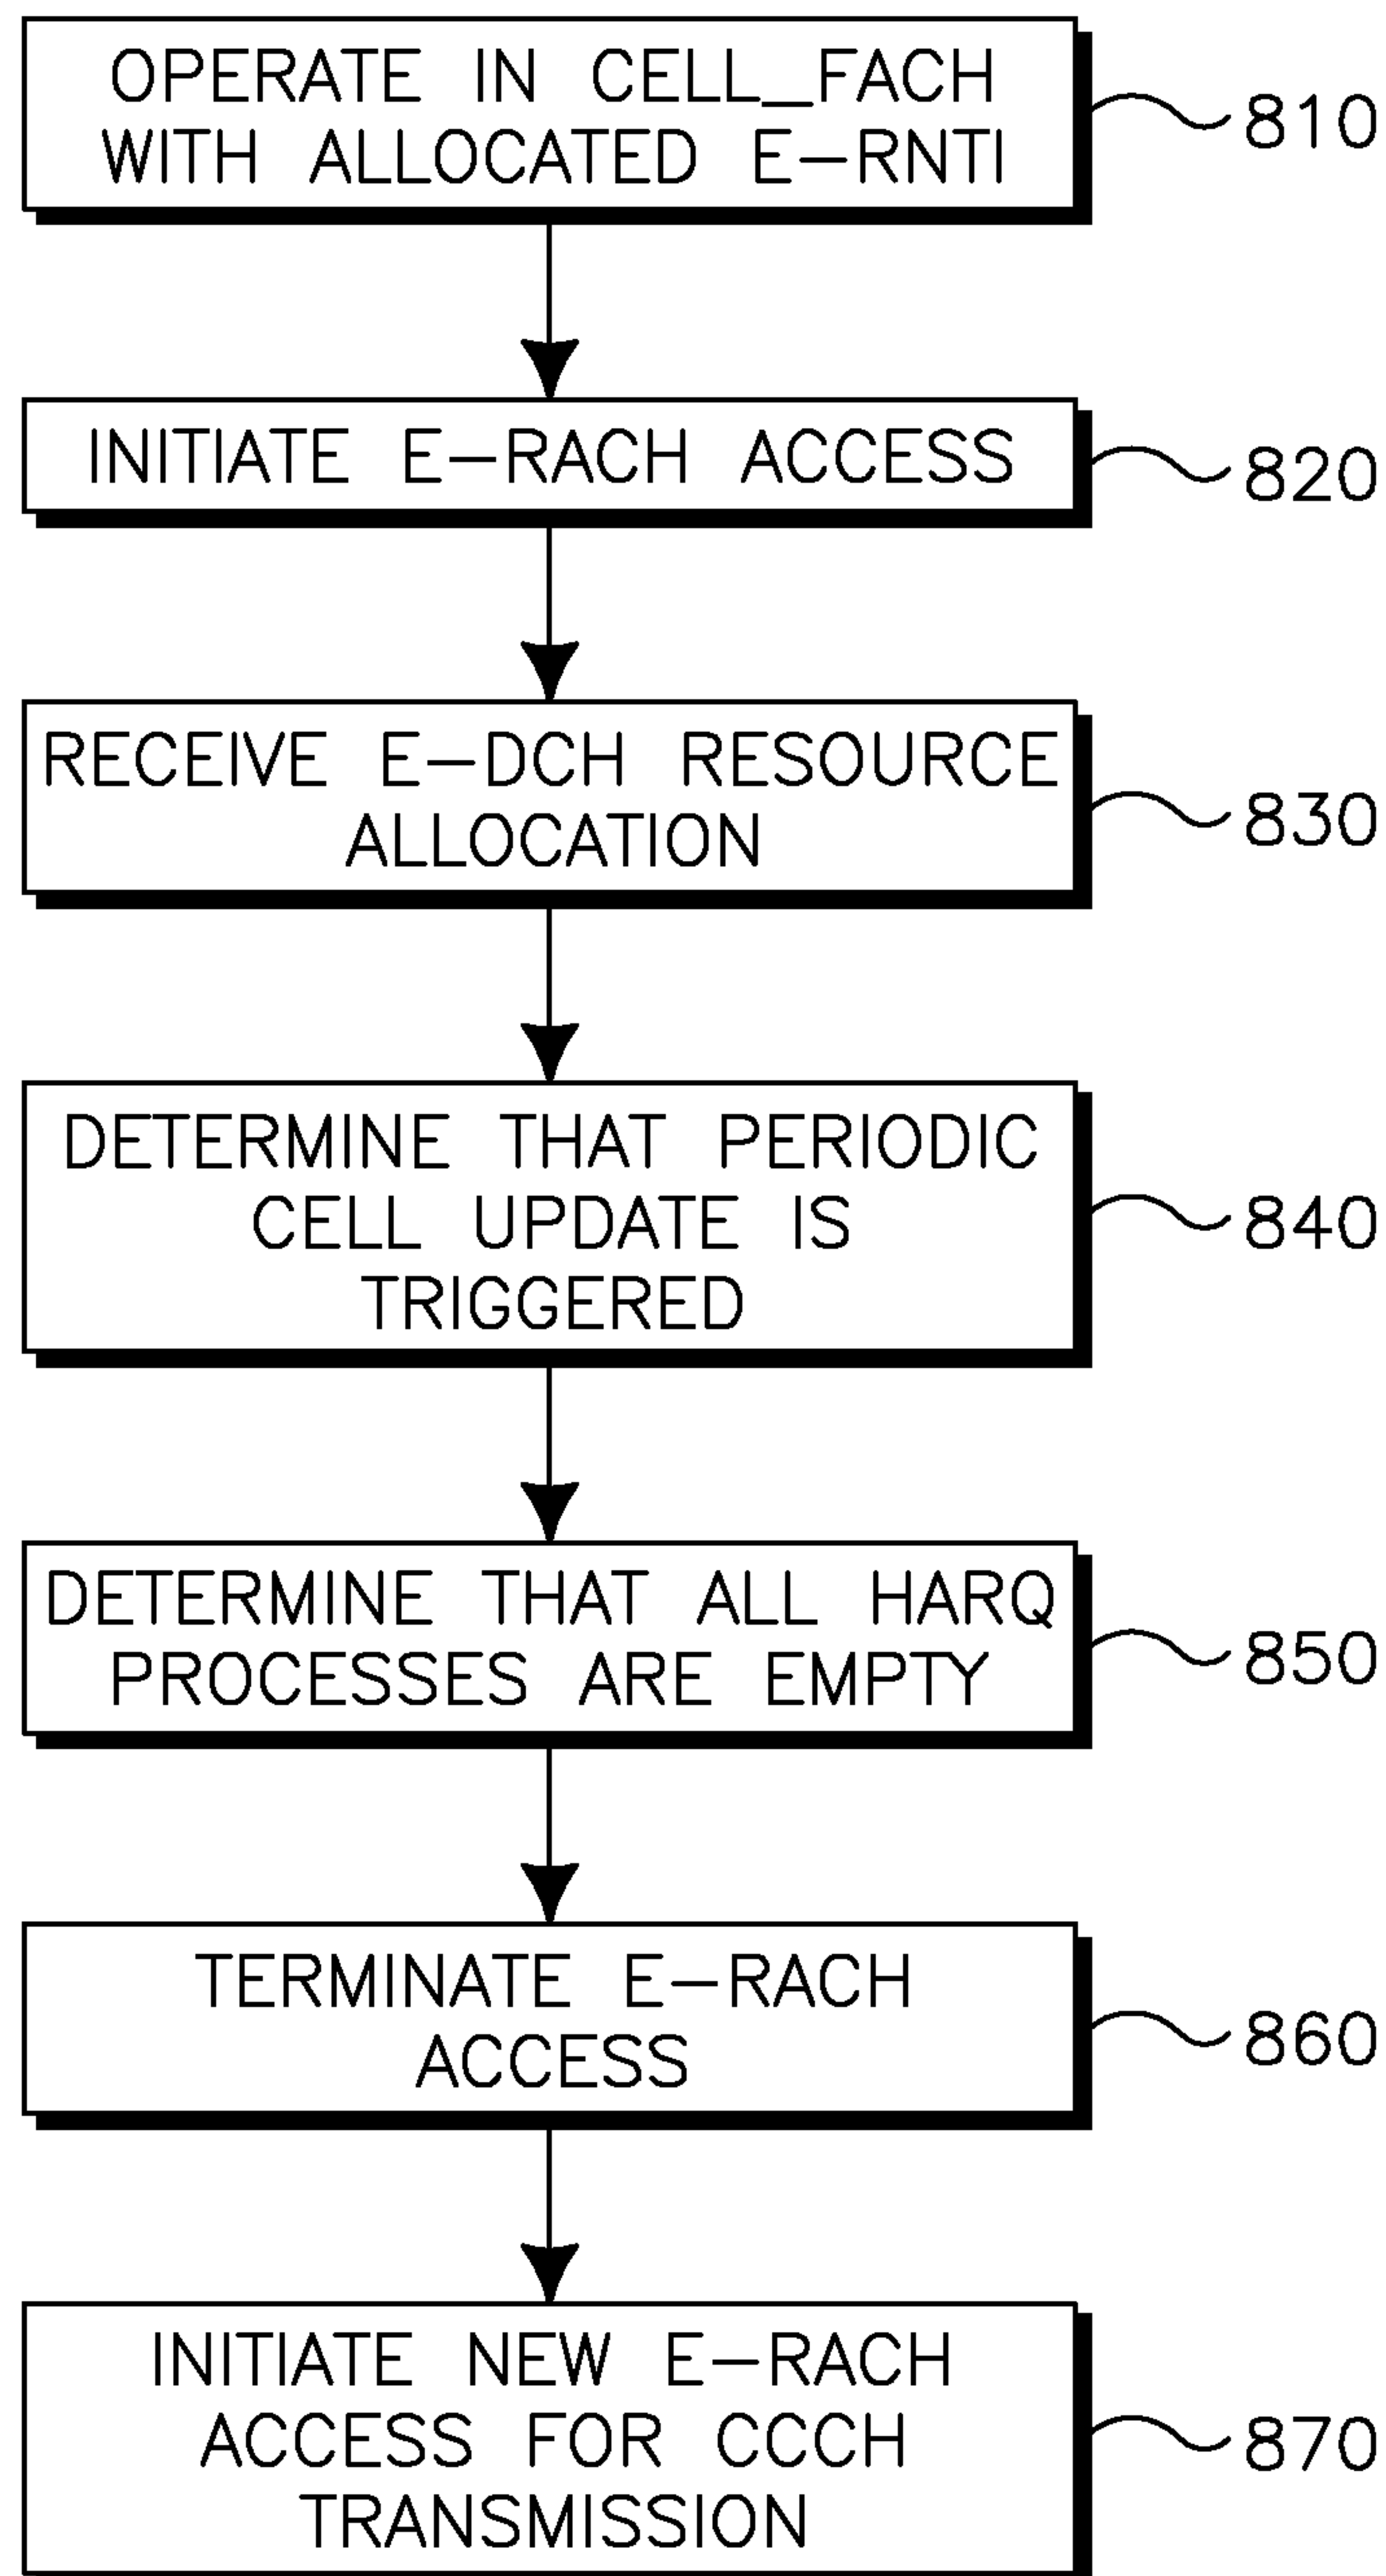 OPERATE IN CELL_FACH
WITH ALLOCATED E-RNTI
810
INITIATE E-RACH ACCESS
820
RECEIVE E-DCH RESOURCE
ALLOCATION
830
DETERMINE THAT PERIODIC
CELL UPDATE IS
TRIGGERED
840
DETERMINE THAT ALL HARQ
PROCESSES ARE EMPTY
850
TERMINATE E-RACH
ACCESS
860
INITIATE NEW E-RACH
ACCESS FOR CCCH
TRANSMISSION
870